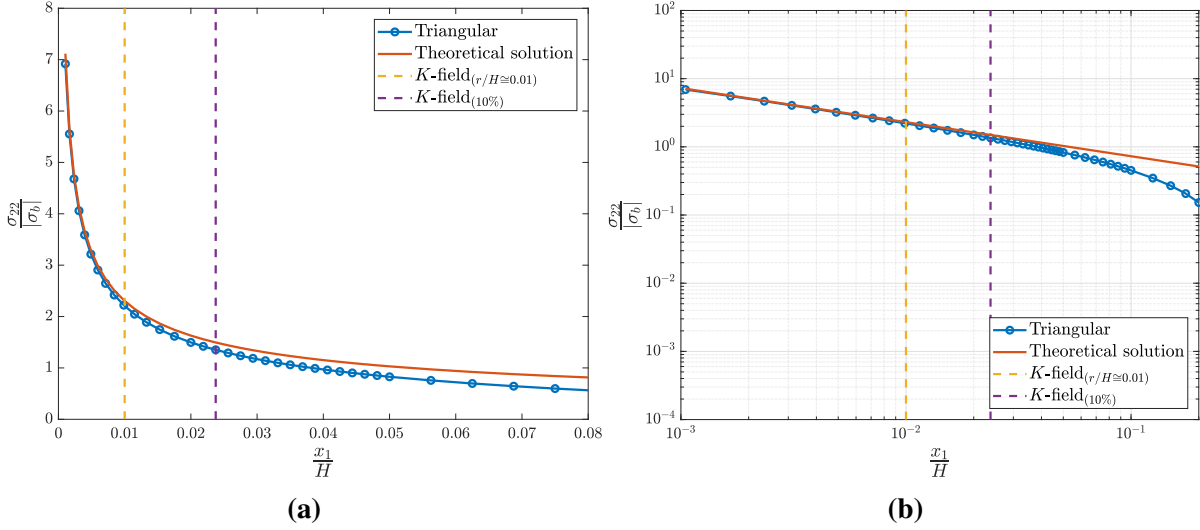 8
7
6
5
4
3
2
1
0
σ22
|σb|
0 0.01 0.02 0.03 0.04 0.05 0.06 0.07 0.08
x1
H
Triangular
Theoretical solution
K-field(r/H≅0.01)
K-field(10%)
(a)
10^2
10^1
10^0
10^-1
10^-2
10^-3
10^-4
σ22
|σb|
10^-3 10^-2 10^-1
x1
H
Triangular
Theoretical solution
K-field(r/H≅0.01)
K-field(10%)
(b)